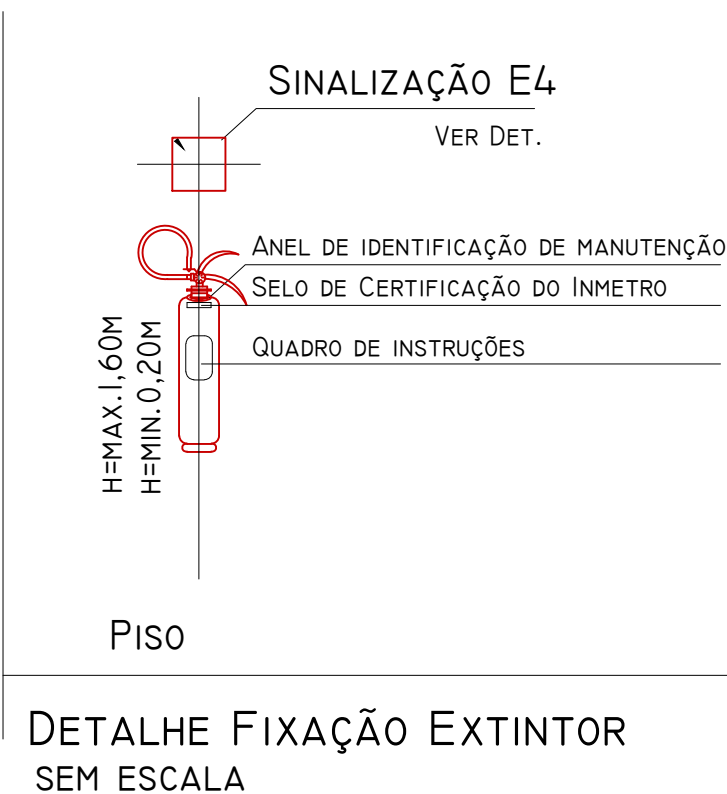 SINALIZAÇÃO E4
VER DET.
ANEL DE IDENTIFICAÇÃO DE MANUTENÇÃO
SELO DE CERTIFICAÇÃO DO INMETRO
QUADRO DE INSTRUÇÕES
H=MAX.1,60M
H=MIN.0,20M
PISO
DETALHE FIXAÇÃO EXTINTOR
SEM ESCALA